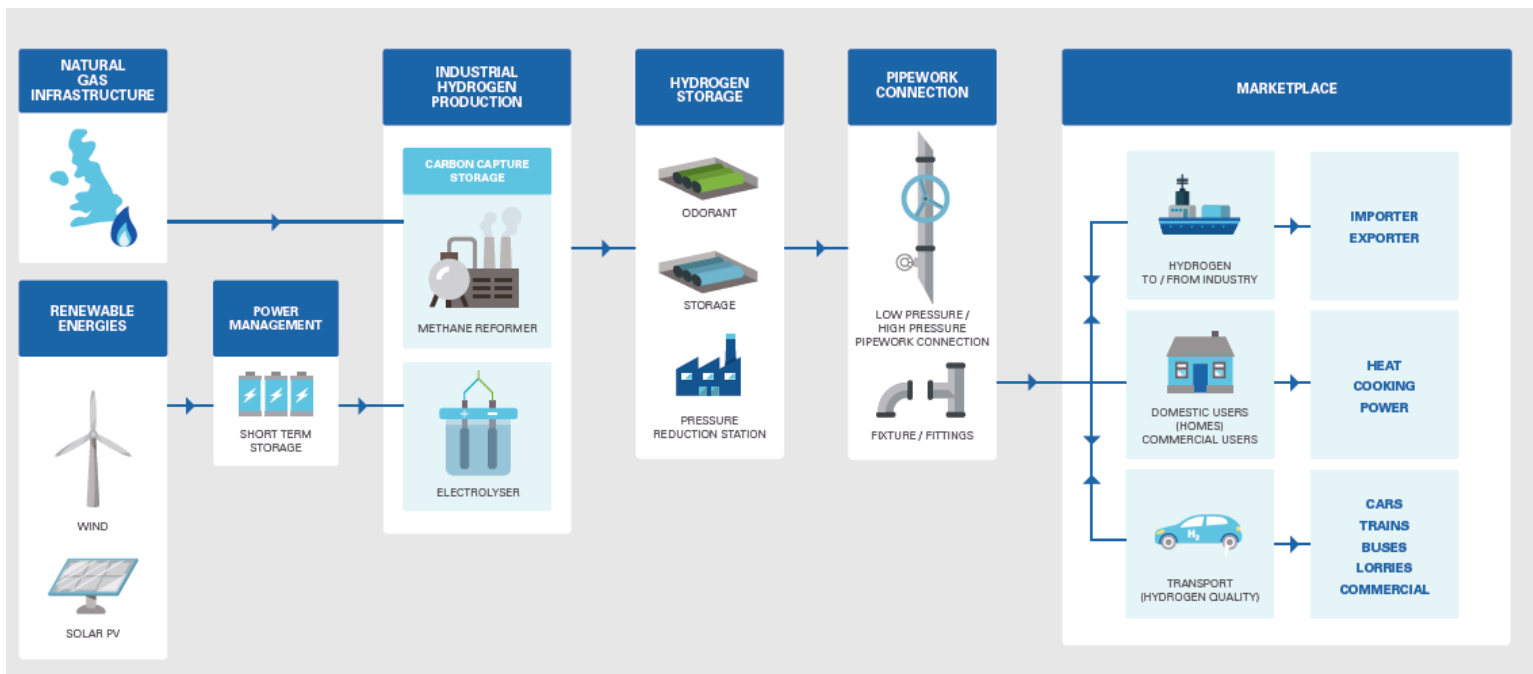 NATURAL
GAS
INFRASTRUCTURE
RENEWABLE
ENERGIES
WIND
SOLAR PV
POWER
MANAGEMENT
SHORT TERM
STORAGE
INDUSTRIAL
HYDROGEN
PRODUCTION
CARBON CAPTURE
STORAGE
METHANE REFORMER
+ −
ELECTROLYSER
HYDROGEN
STORAGE
ODORANT
STORAGE
PRESSURE
REDUCTION STATION
PIPEWORK
CONNECTION
LOW PRESSURE /
HIGH PRESSURE
PIPEWORK CONNECTION
FIXTURE / FITTINGS
MARKETPLACE
HYDROGEN
TO / FROM INDUSTRY
IMPORTER
EXPORTER
DOMESTIC USERS
(HOMES)
COMMERCIAL USERS
HEAT
COOKING
POWER
H2
TRANSPORT
(HYDROGEN QUALITY)
CARS
TRAINS
BUSES
LORRIES
COMMERCIAL